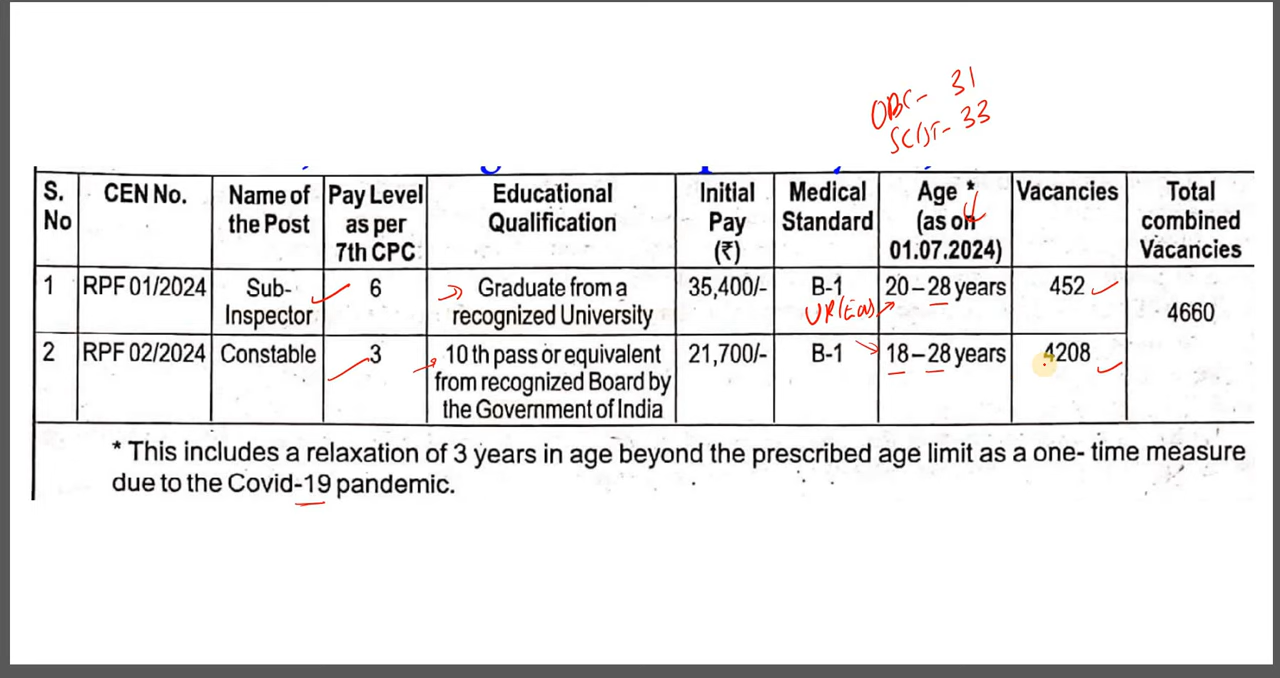 OBC- 31
SC/ST- 33
S. No
CEN No.
Name of the Post
Pay Level as per 7th CPC
Educational Qualification
Initial Pay (₹)
Medical Standard
Age * (as on 01.07.2024)
Vacancies
Total combined Vacancies
1
RPF 01/2024
Sub-Inspector
6
Graduate from a
recognized University
35,400/-
B-1
UR(EWS)
20–28 years
452
4660
2
RPF 02/2024
Constable
3
10 th pass or equivalent
from recognized Board by
the Government of India
21,700/-
B-1
18–28 years
4208
* This includes a relaxation of 3 years in age beyond the prescribed age limit as a one- time measure
due to the Covid-19 pandemic.